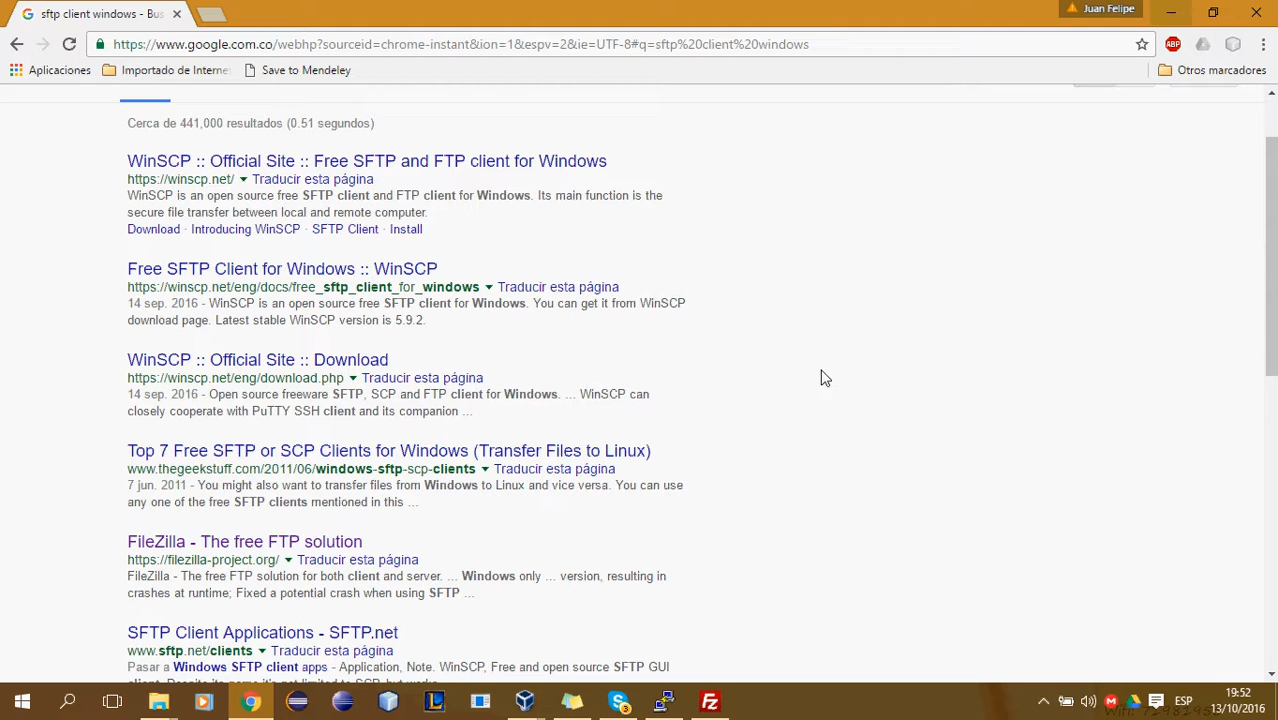 sftp client windows - Bus
Juan Felipe
https://www.google.com.co/webhp?sourceid=chrome-instant&ion=1&espv=2&ie=UTF-8#q=sftp%20client%20windows
ABP
Aplicaciones
Importado de Interne
Save to Mendeley
Otros marcadores
Cerca de 441,000 resultados (0.51 segundos)
WinSCP :: Official Site :: Free SFTP and FTP client for Windows
https://winscp.net/ Traducir esta página
WinSCP is an open source free SFTP client and FTP client for Windows. Its main function is the
secure file transfer between local and remote computer.
Download · Introducing WinSCP · SFTP Client · Install
Free SFTP Client for Windows :: WinSCP
https://winscp.net/eng/docs/free_sftp_client_for_windows Traducir esta página
14 sep. 2016 - WinSCP is an open source free SFTP client for Windows. You can get it from WinSCP
download page. Latest stable WinSCP version is 5.9.2.
WinSCP :: Official Site :: Download
https://winscp.net/eng/download.php Traducir esta página
14 sep. 2016 - Open source freeware SFTP, SCP and FTP client for Windows. ... WinSCP can
closely cooperate with PuTTY SSH client and its companion ...
Top 7 Free SFTP or SCP Clients for Windows (Transfer Files to Linux)
www.thegeekstuff.com/2011/06/windows-sftp-scp-clients Traducir esta página
7 jun. 2011 - You might also want to transfer files from Windows to Linux and vice versa. You can use
any one of the free SFTP clients mentioned in this ...
FileZilla - The free FTP solution
https://filezilla-project.org/ Traducir esta página
FileZilla - The free FTP solution for both client and server. ... Windows only ... version, resulting in
crashes at runtime; Fixed a potential crash when using SFTP ...
SFTP Client Applications - SFTP.net
www.sftp.net/clients Traducir esta página
Pasar a Windows SFTP client apps - Application, Note. WinSCP, Free and open source SFTP GUI
ESP
19:52
13/10/2016